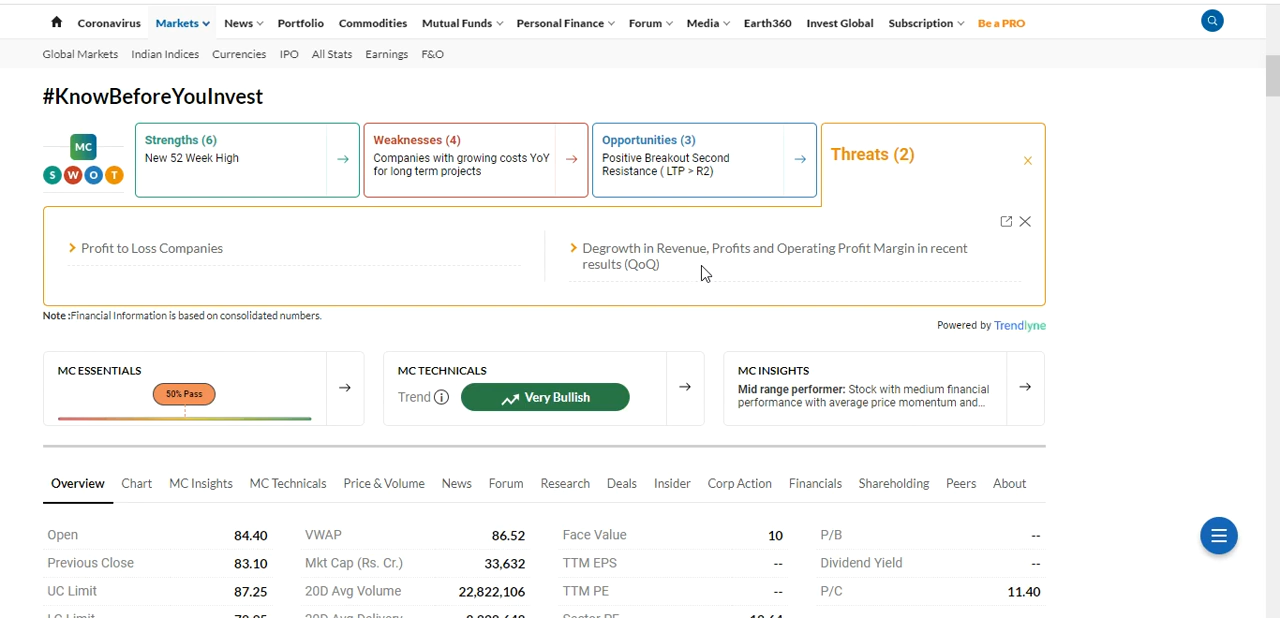 Coronavirus Markets News Portfolio Commodities Mutual Funds Personal Finance Forum Media Earth360 Invest Global Subscription Be a PRO
Global Markets Indian Indices Currencies IPO All Stats Earnings F&O
#KnowBeforeYouInvest
MC
S W O T
Strengths (6)
New 52 Week High
Weaknesses (4)
Companies with growing costs YoY
for long term projects
Opportunities (3)
Positive Breakout Second
Resistance ( LTP > R2)
Threats (2)
Profit to Loss Companies
Degrowth in Revenue, Profits and Operating Profit Margin in recent
results (QoQ)
Note :Financial Information is based on consolidated numbers.
Powered by Trendlyne
MC ESSENTIALS
50% Pass
MC TECHNICALS
Trend Very Bullish
MC INSIGHTS
Mid range performer: Stock with medium financial
performance with average price momentum and...
Overview Chart MC Insights MC Technicals Price & Volume News Forum Research Deals Insider Corp Action Financials Shareholding Peers About
Open 84.40 VWAP 86.52 Face Value 10 P/B --
Previous Close 83.10 Mkt Cap (Rs. Cr.) 33,632 TTM EPS -- Dividend Yield --
UC Limit 87.25 20D Avg Volume 22,822,106 TTM PE -- P/C 11.40